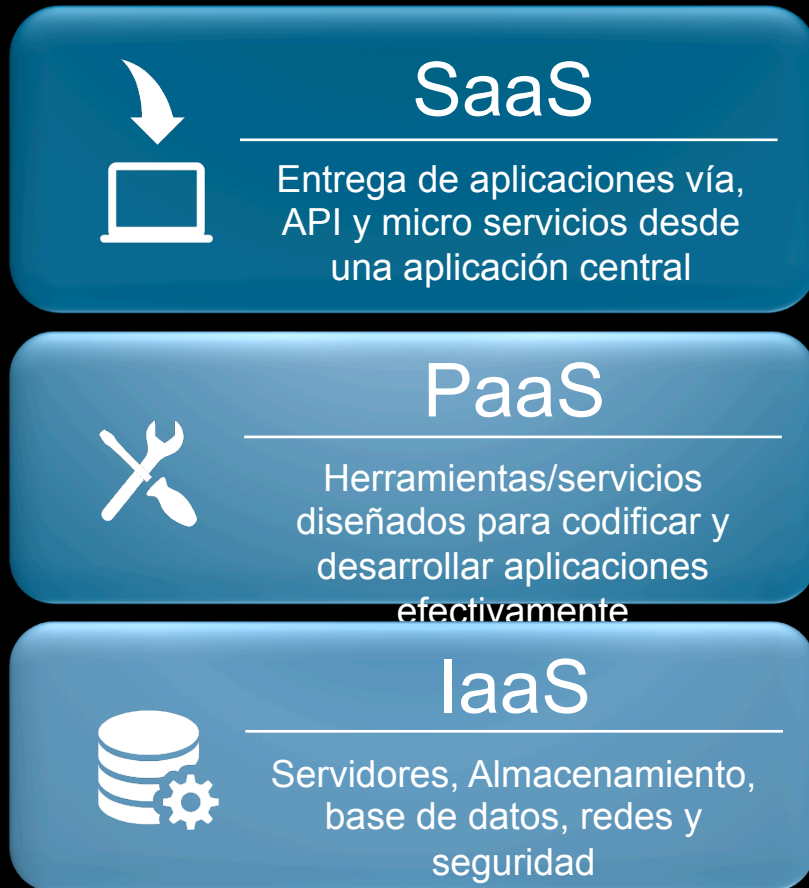 SaaS
Entrega de aplicaciones vía,
API y micro servicios desde
una aplicación central
PaaS
Herramientas/servicios
diseñados para codificar y
desarrollar aplicaciones
efectivamente
IaaS
Servidores, Almacenamiento,
base de datos, redes y
seguridad